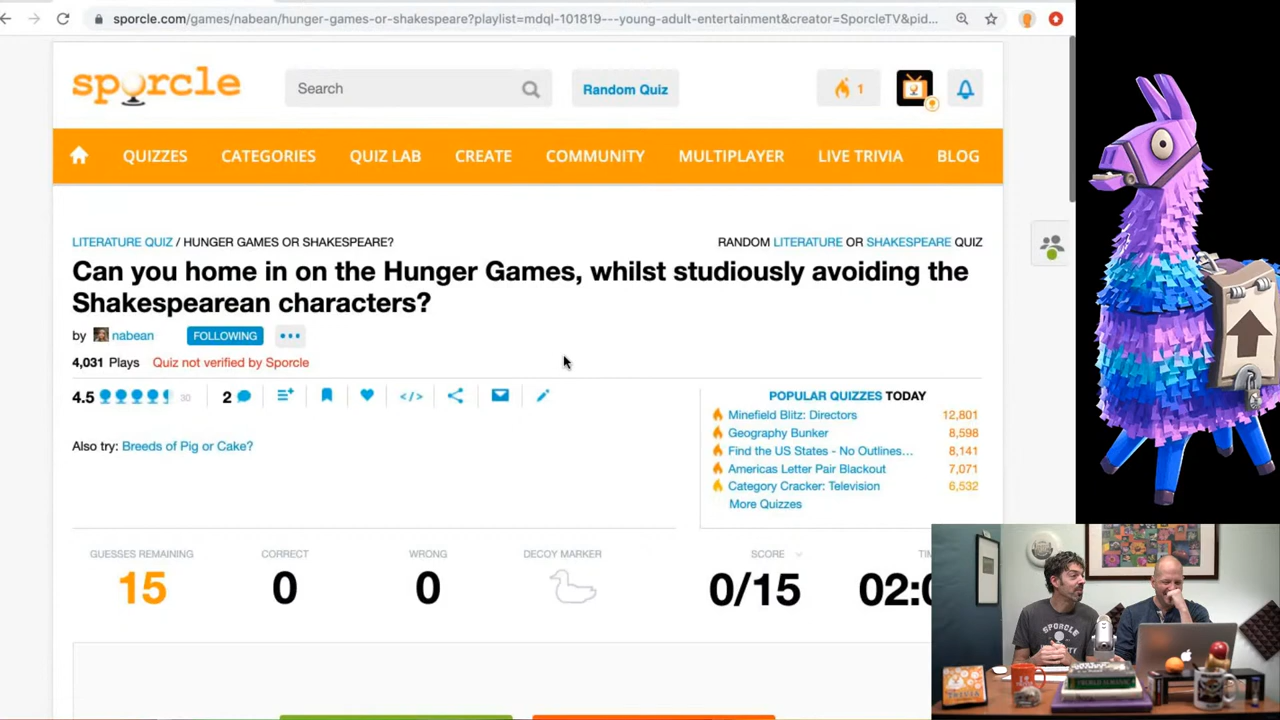 sporcle.com/games/nabean/hunger-games-or-shakespeare?playlist=mdql-101819---young-adult-entertainment&creator=SporcleTV&pid...
sporcle
Search
Random Quiz
1
QUIZZES
CATEGORIES
QUIZ LAB
CREATE
COMMUNITY
MULTIPLAYER
LIVE TRIVIA
BLOG
LITERATURE QUIZ / HUNGER GAMES OR SHAKESPEARE?
RANDOM LITERATURE OR SHAKESPEARE QUIZ
Can you home in on the Hunger Games, whilst studiously avoiding the
Shakespearean characters?
by nabean
FOLLOWING
4,031 Plays Quiz not verified by Sporcle
4.5
30
2
</>
POPULAR QUIZZES TODAY
Minefield Blitz: Directors 12,801
Geography Bunker 8,598
Find the US States - No Outlines... 8,141
Americas Letter Pair Blackout 7,071
Category Cracker: Television 6,532
More Quizzes
Also try: Breeds of Pig or Cake?
GUESSES REMAINING
15
CORRECT
0
WRONG
0
DECOY MARKER
SCORE
0/15
02:
SPORCLE
TRIVIA